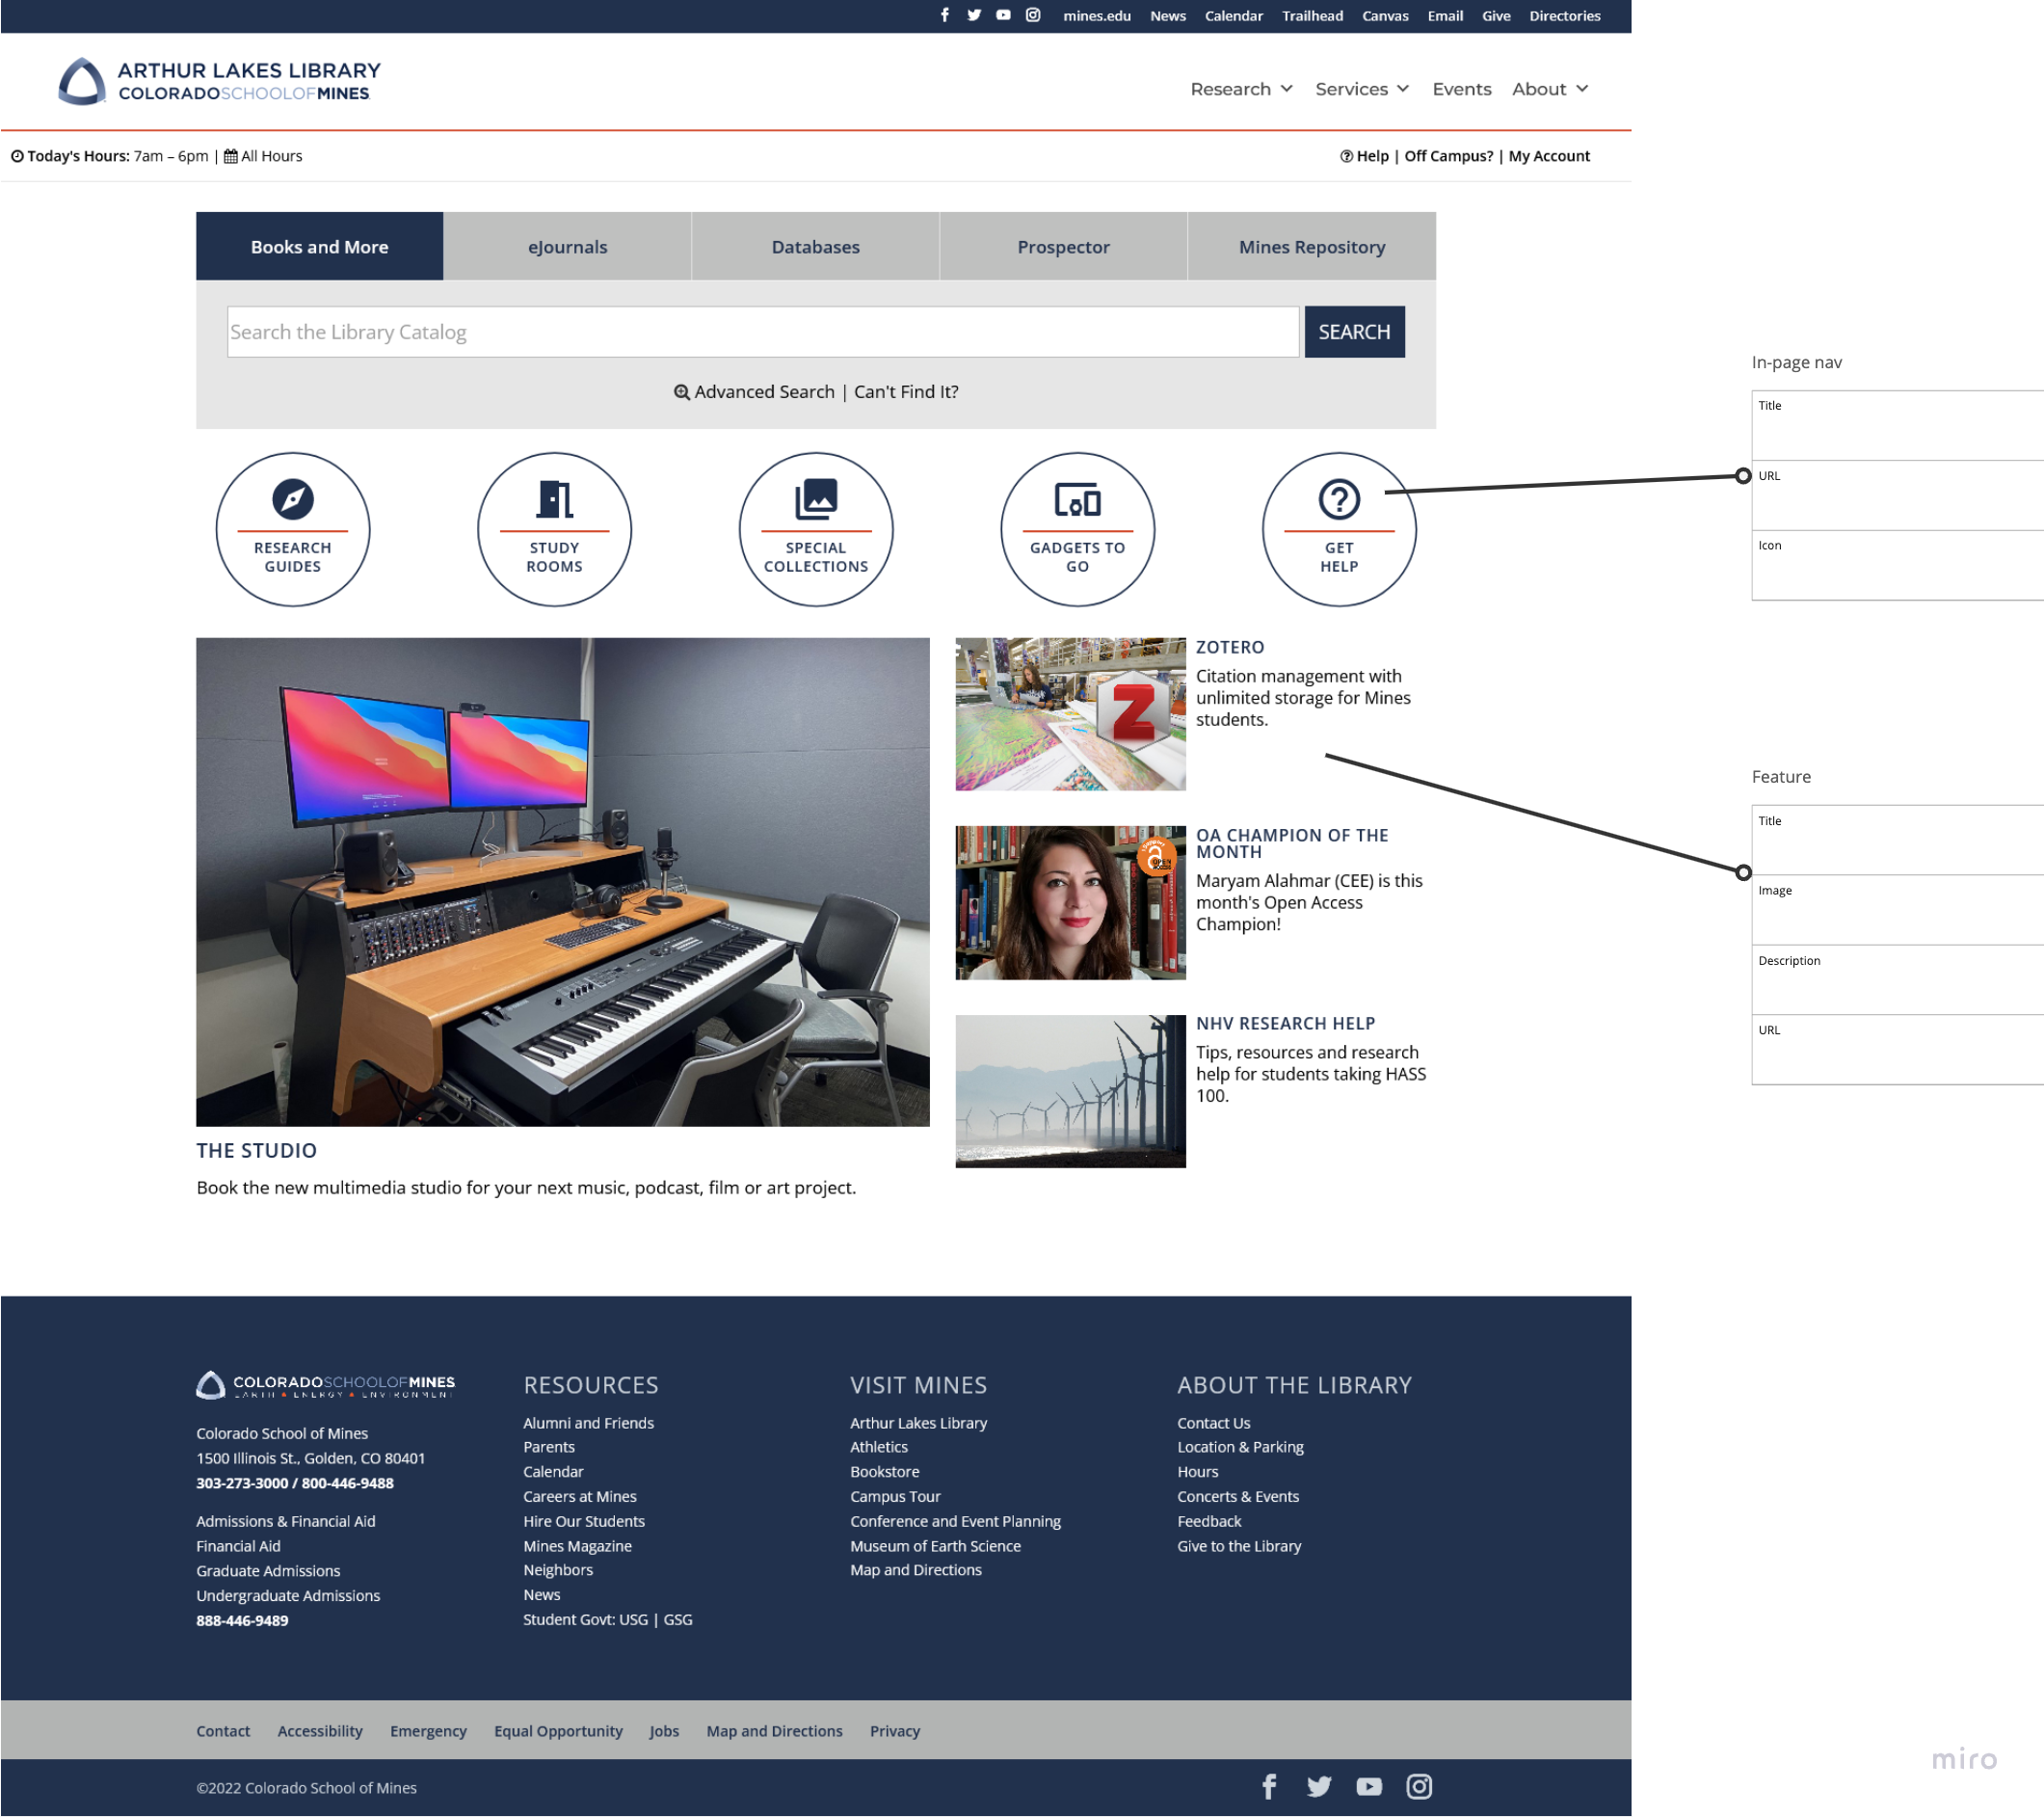 mines.edu News Calendar Trailhead Canvas Email Give Directories
ARTHUR LAKES LIBRARY
COLORADOSCHOOLOFMINES
Research Services Events About
Today's Hours: 7am – 6pm | All Hours
Help | Off Campus? | My Account
Books and More eJournals Databases Prospector Mines Repository
Search the Library Catalog SEARCH
Advanced Search | Can't Find It?
RESEARCH
GUIDES
STUDY
ROOMS
SPECIAL
COLLECTIONS
GADGETS TO
GO
GET
HELP
In-page nav
Title
URL
Icon
THE STUDIO
Book the new multimedia studio for your next music, podcast, film or art project.
Z
ZOTERO
Citation management with
unlimited storage for Mines
students.
OPEN
ACCESS
OA CHAMPION OF THE
MONTH
Maryam Alahmar (CEE) is this
month's Open Access
Champion!
NHV RESEARCH HELP
Tips, resources and research
help for students taking HASS
100.
Feature
Title
Image
Description
URL
COLORADOSCHOOLOFMINES
EARTH • ENERGY • ENVIRONMENT
Colorado School of Mines
1500 Illinois St., Golden, CO 80401
303-273-3000 / 800-446-9488
Admissions & Financial Aid
Financial Aid
Graduate Admissions
Undergraduate Admissions
888-446-9489
RESOURCES
Alumni and Friends
Parents
Calendar
Careers at Mines
Hire Our Students
Mines Magazine
Neighbors
News
Student Govt: USG | GSG
VISIT MINES
Arthur Lakes Library
Athletics
Bookstore
Campus Tour
Conference and Event Planning
Museum of Earth Science
Map and Directions
ABOUT THE LIBRARY
Contact Us
Location & Parking
Hours
Concerts & Events
Feedback
Give to the Library
Contact Accessibility Emergency Equal Opportunity Jobs Map and Directions Privacy
©2022 Colorado School of Mines
miro